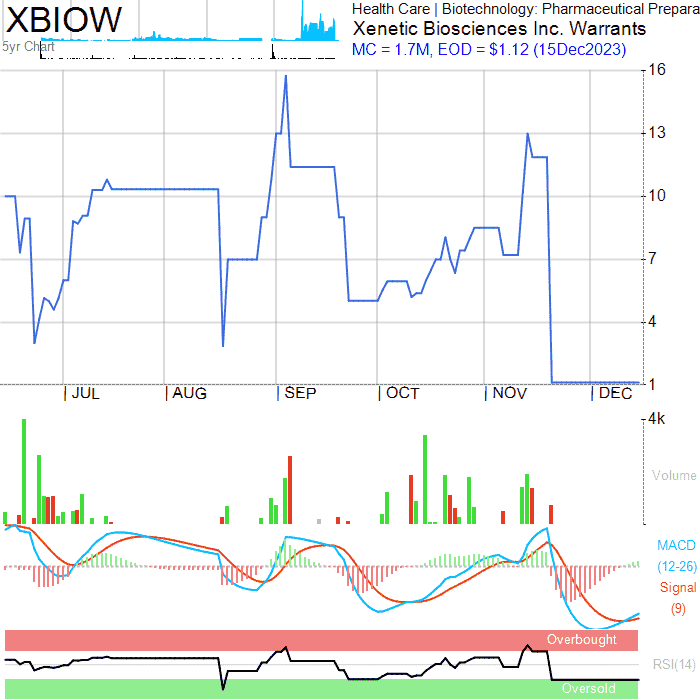 XBIOW
5yr Chart
Health Care | Biotechnology: Pharmaceutical Prepara
Xenetic Biosciences Inc. Warrants
MC = 1.7M, EOD = $1.12 (15Dec2023)
16
13
10
7
4
1
JUL AUG SEP OCT NOV DEC
4k
Volume
MACD
(12-26)
Signal
(9)
Overbought
RSI(14)
Oversold